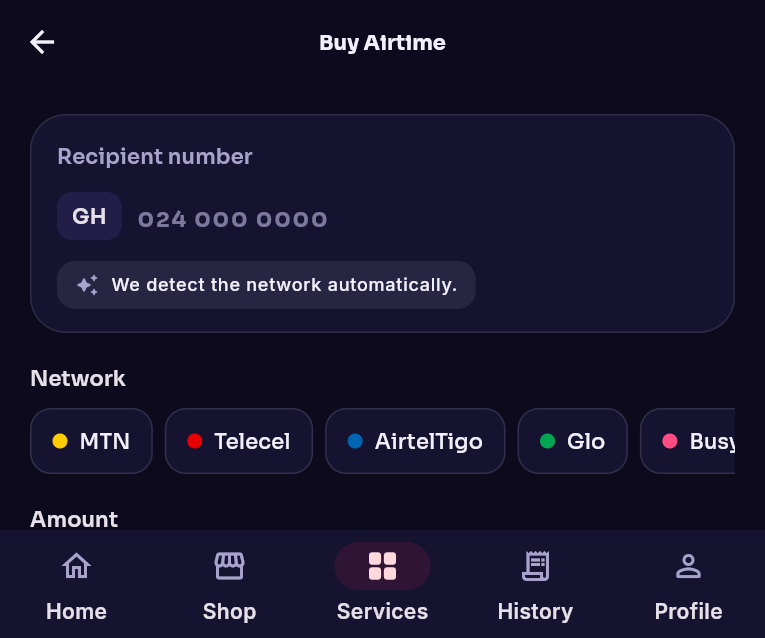 Buy Airtime
Recipient number
GH 024 000 0000
We detect the network automatically.
Network
MTN Telecel AirtelTigo Glo Busy
Amount
Home Shop Services History Profile